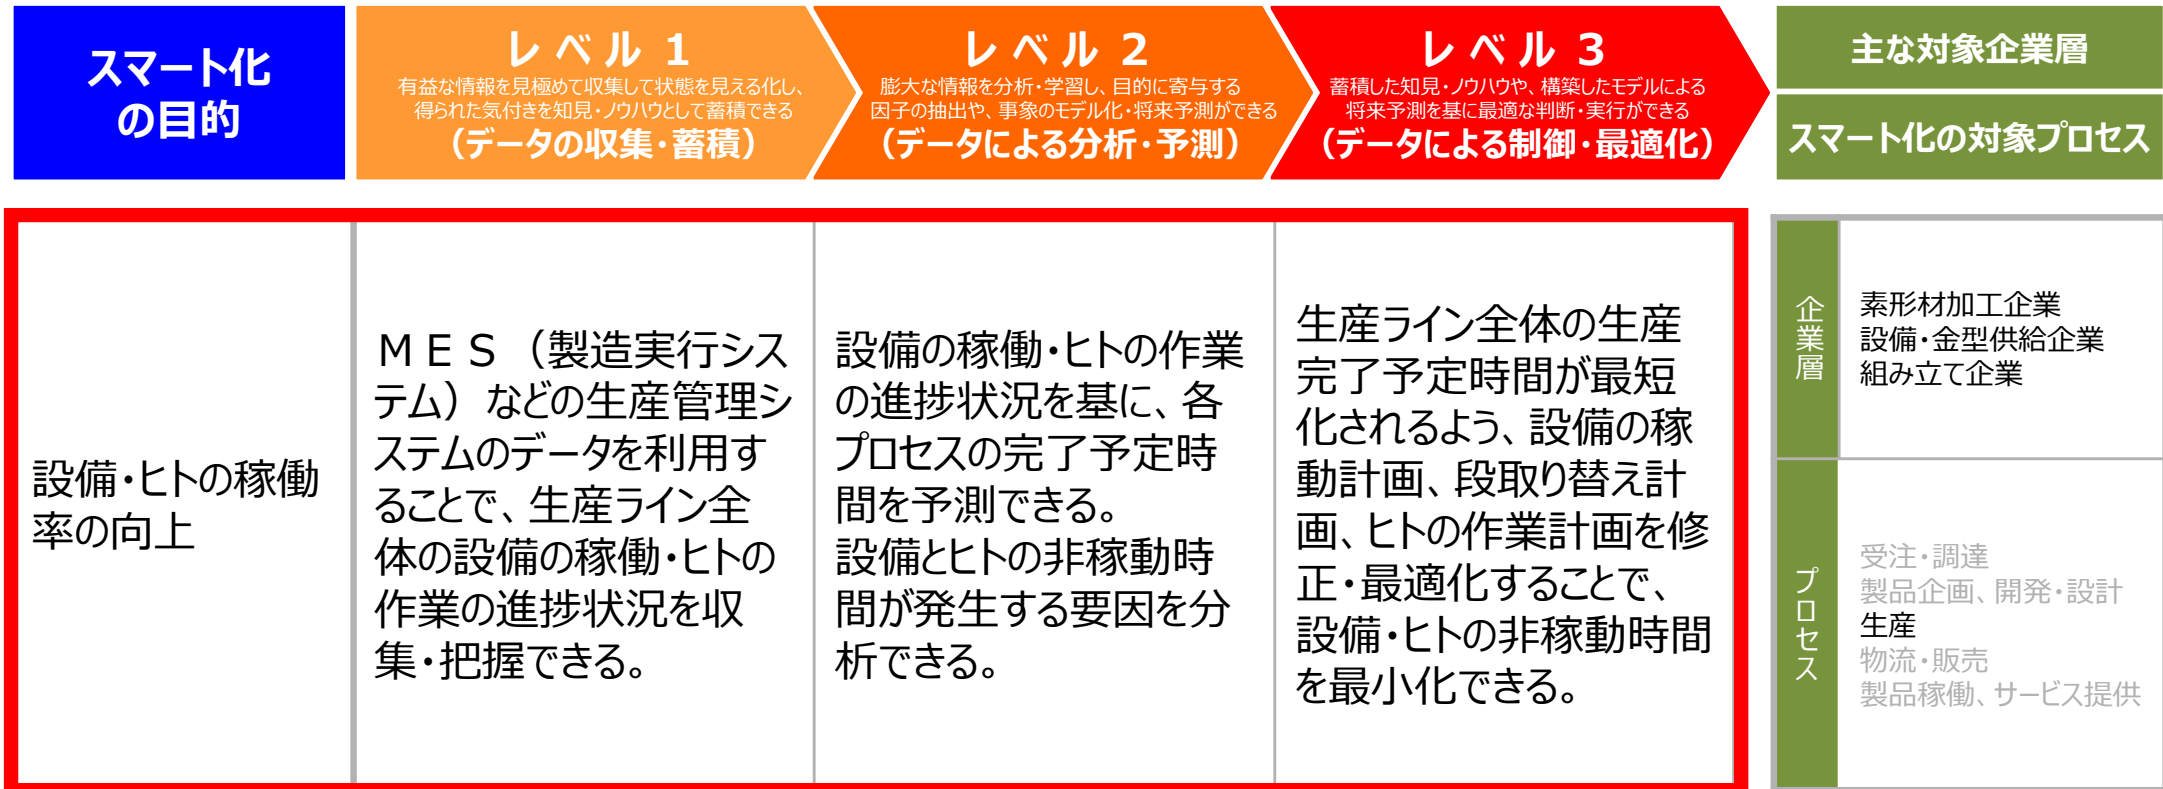 スマート化
の目的
レベル 1
有益な情報を見極めて収集して状態を見える化し、
得られた気付きを知見・ノウハウとして蓄積できる
（データの収集・蓄積）
レベル 2
膨大な情報を分析・学習し、目的に寄与する
因子の抽出や、事象のモデル化・将来予測ができる
（データによる分析・予測）
レベル 3
蓄積した知見・ノウハウや、構築したモデルによる
将来予測を基に最適な判断・実行ができる
（データによる制御・最適化）
主な対象企業層
スマート化の対象プロセス
設備・ヒトの稼働
率の向上
ＭＥＳ（製造実行シス
テム）などの生産管理シ
ステムのデータを利用す
ることで、生産ライン全
体の設備の稼働・ヒトの
作業の進捗状況を収
集・把握できる。
設備の稼働・ヒトの作業
の進捗状況を基に、各
プロセスの完了予定時
間を予測できる。
設備とヒトの非稼動時
間が発生する要因を分
析できる。
生産ライン全体の生産
完了予定時間が最短
化されるよう、設備の稼
動計画、段取り替え計
画、ヒトの作業計画を修
正・最適化することで、
設備・ヒトの非稼動時間
を最小化できる。
企業層
素形材加工企業
設備・金型供給企業
組み立て企業
プロセス
受注・調達
製品企画、開発・設計
生産
物流・販売
製品稼働、サービス提供